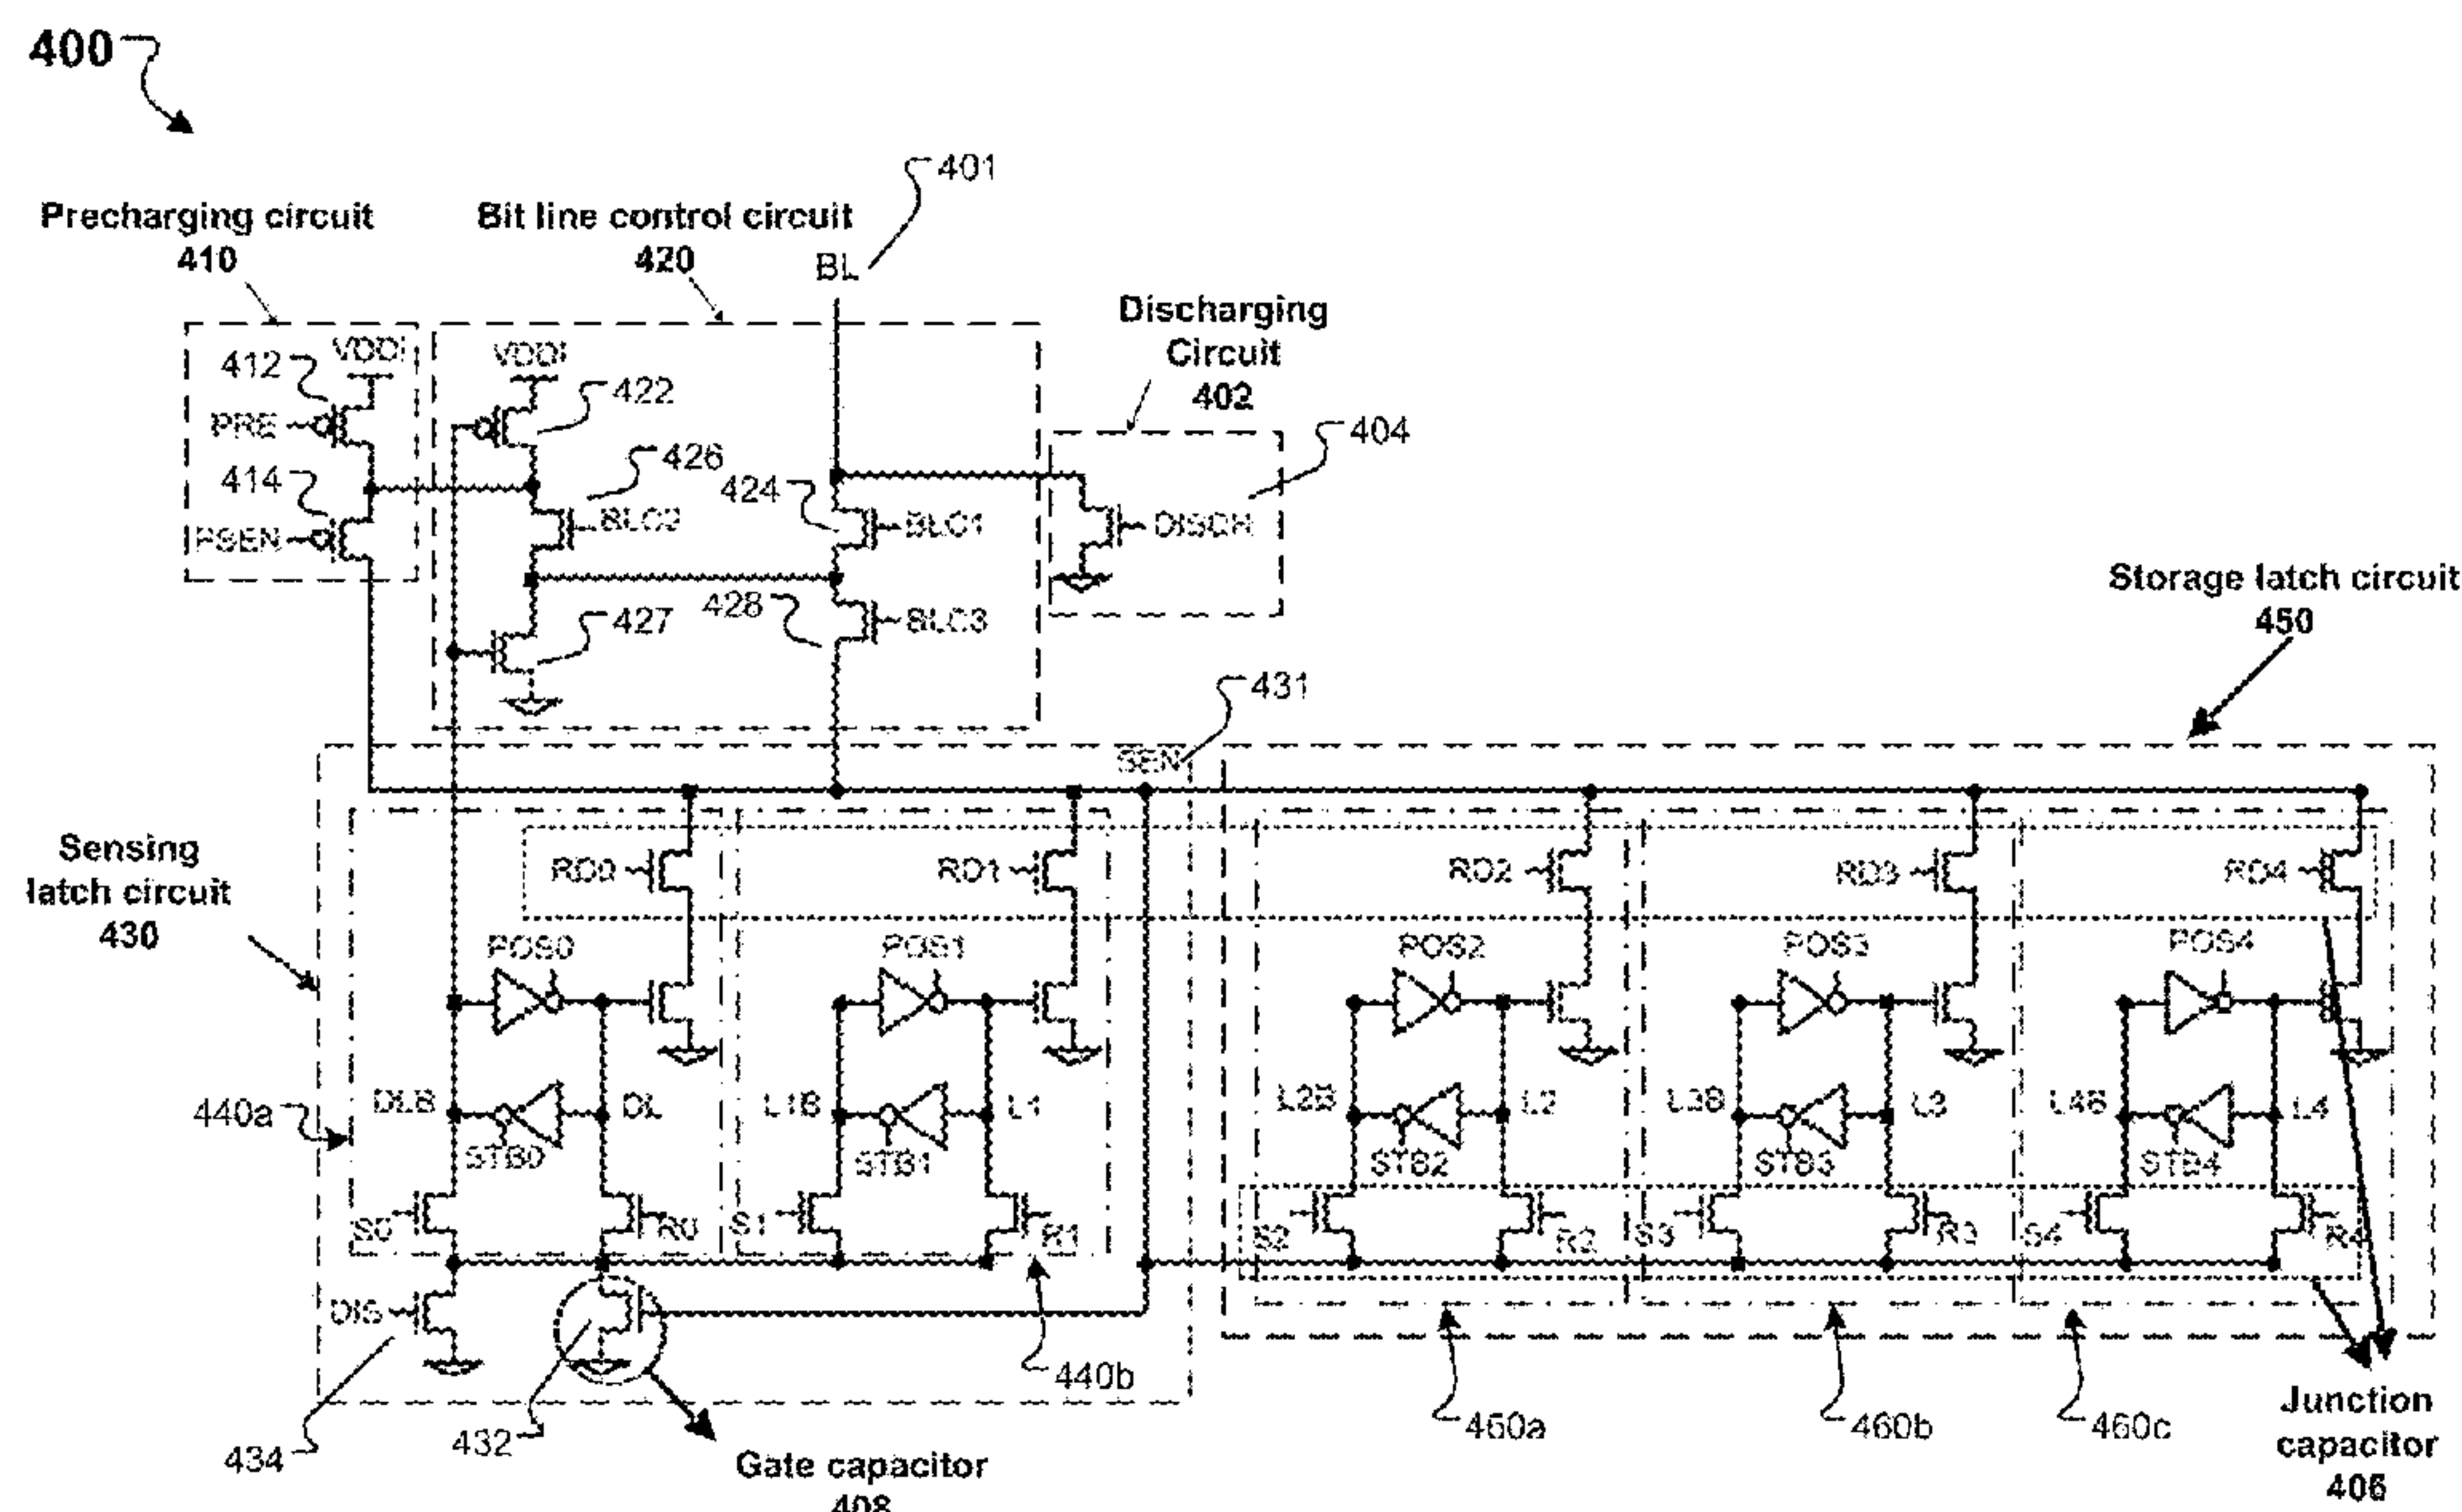 400
401
Precharging circuit
410
Bit line control circuit
420
BL
Discharging
Circuit
402
412
VDDI
VDDI
422
PRE
404
426
414
424
BLC2
BLC1
DISCH
PSEN
Storage latch circuit
450
428
BLC3
427
431
SEN
Sensing
latch circuit
430
RD0
RD1
RD2
RD3
RD4
POS0
POS1
POS2
POS3
POS4
440a
DLB
DL
L1B
L1
L2B
L2
L3B
L3
L4B
L4
STB0
STB1
STB2
STB3
STB4
S0
R0
S1
R1
S2
R2
S3
R3
S4
R4
DIS
440b
434
432
460a
460b
460c
Gate capacitor
408
Junction
capacitor
406